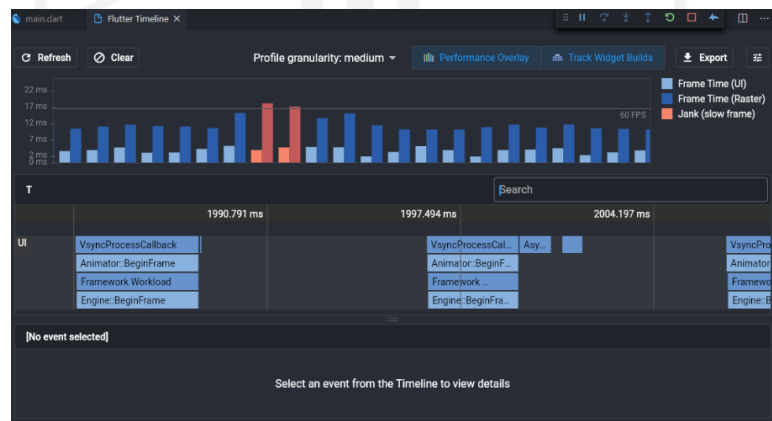 main.dart
Flutter Timeline
Refresh
Clear
Profile granularity: medium
Performance Overlay
Track Widget Builds
Export
22 ms
17 ms
12 ms
7 ms
2 ms
0 ms
60 FPS
Frame Time (UI)
Frame Time (Raster)
Jank (slow frame)
T
Search
1990.791 ms
1997.494 ms
2004.197 ms
UI
VsyncProcessCallback
VsyncProcessCal...
Asy...
VsyncPro
Animator::BeginFrame
Animator::BeginF...
Animator
Framework Workload
Framework ...
Framewo
Engine::BeginFrame
Engine::BeginFra...
Engine::B
[No event selected]
Select an event from the Timeline to view details